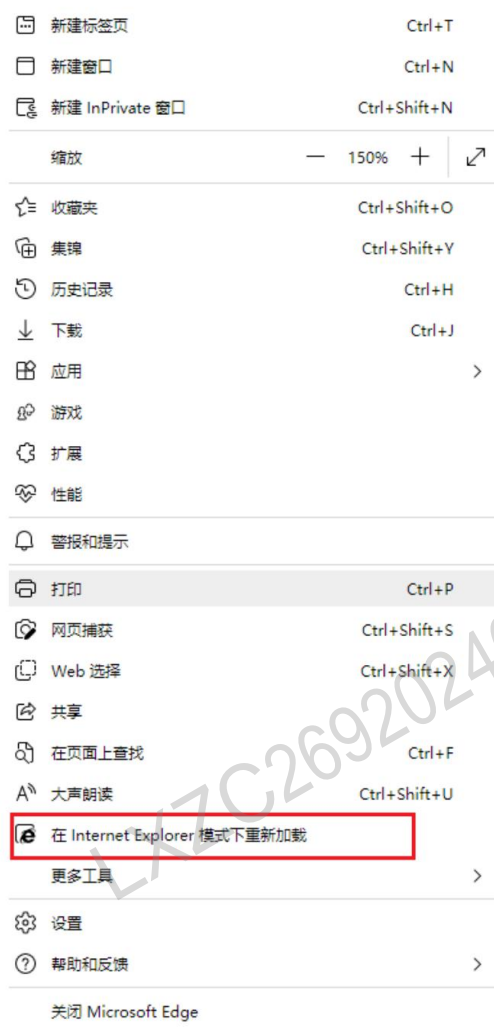 新建标签页 Ctrl+T
新建窗口 Ctrl+N
新建 InPrivate 窗口 Ctrl+Shift+N
缩放 — 150% +
收藏夹 Ctrl+Shift+O
集锦 Ctrl+Shift+Y
历史记录 Ctrl+H
下载 Ctrl+J
应用
游戏
扩展
性能
警报和提示
打印 Ctrl+P
网页捕获 Ctrl+Shift+S
Web 选择 Ctrl+Shift+X
共享
在页面上查找 Ctrl+F
大声朗读 Ctrl+Shift+U
在 Internet Explorer 模式下重新加载
更多工具
设置
帮助和反馈
关闭 Microsoft Edge
LXZC2692024